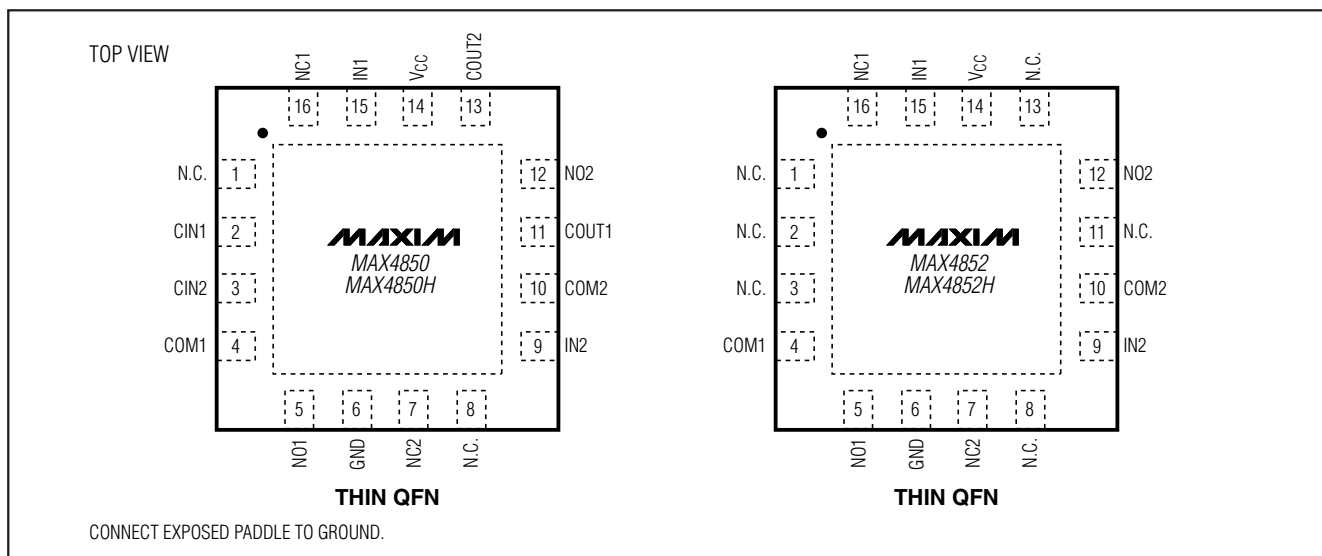 TOP VIEW
NC1
IN1
VCC
COUT2
16
15
14
13
N.C. 1
CIN1 2
CIN2 3
COM1 4
12 NO2
11 COUT1
10 COM2
9 IN2
MAXIM
MAX4850
MAX4850H
5
6
7
8
NO1
GND
NC2
N.C.
THIN QFN
NC1
IN1
VCC
N.C.
16
15
14
13
N.C. 1
N.C. 2
N.C. 3
COM1 4
12 NO2
11 N.C.
10 COM2
9 IN2
MAXIM
MAX4852
MAX4852H
5
6
7
8
NO1
GND
NC2
N.C.
THIN QFN
CONNECT EXPOSED PADDLE TO GROUND.